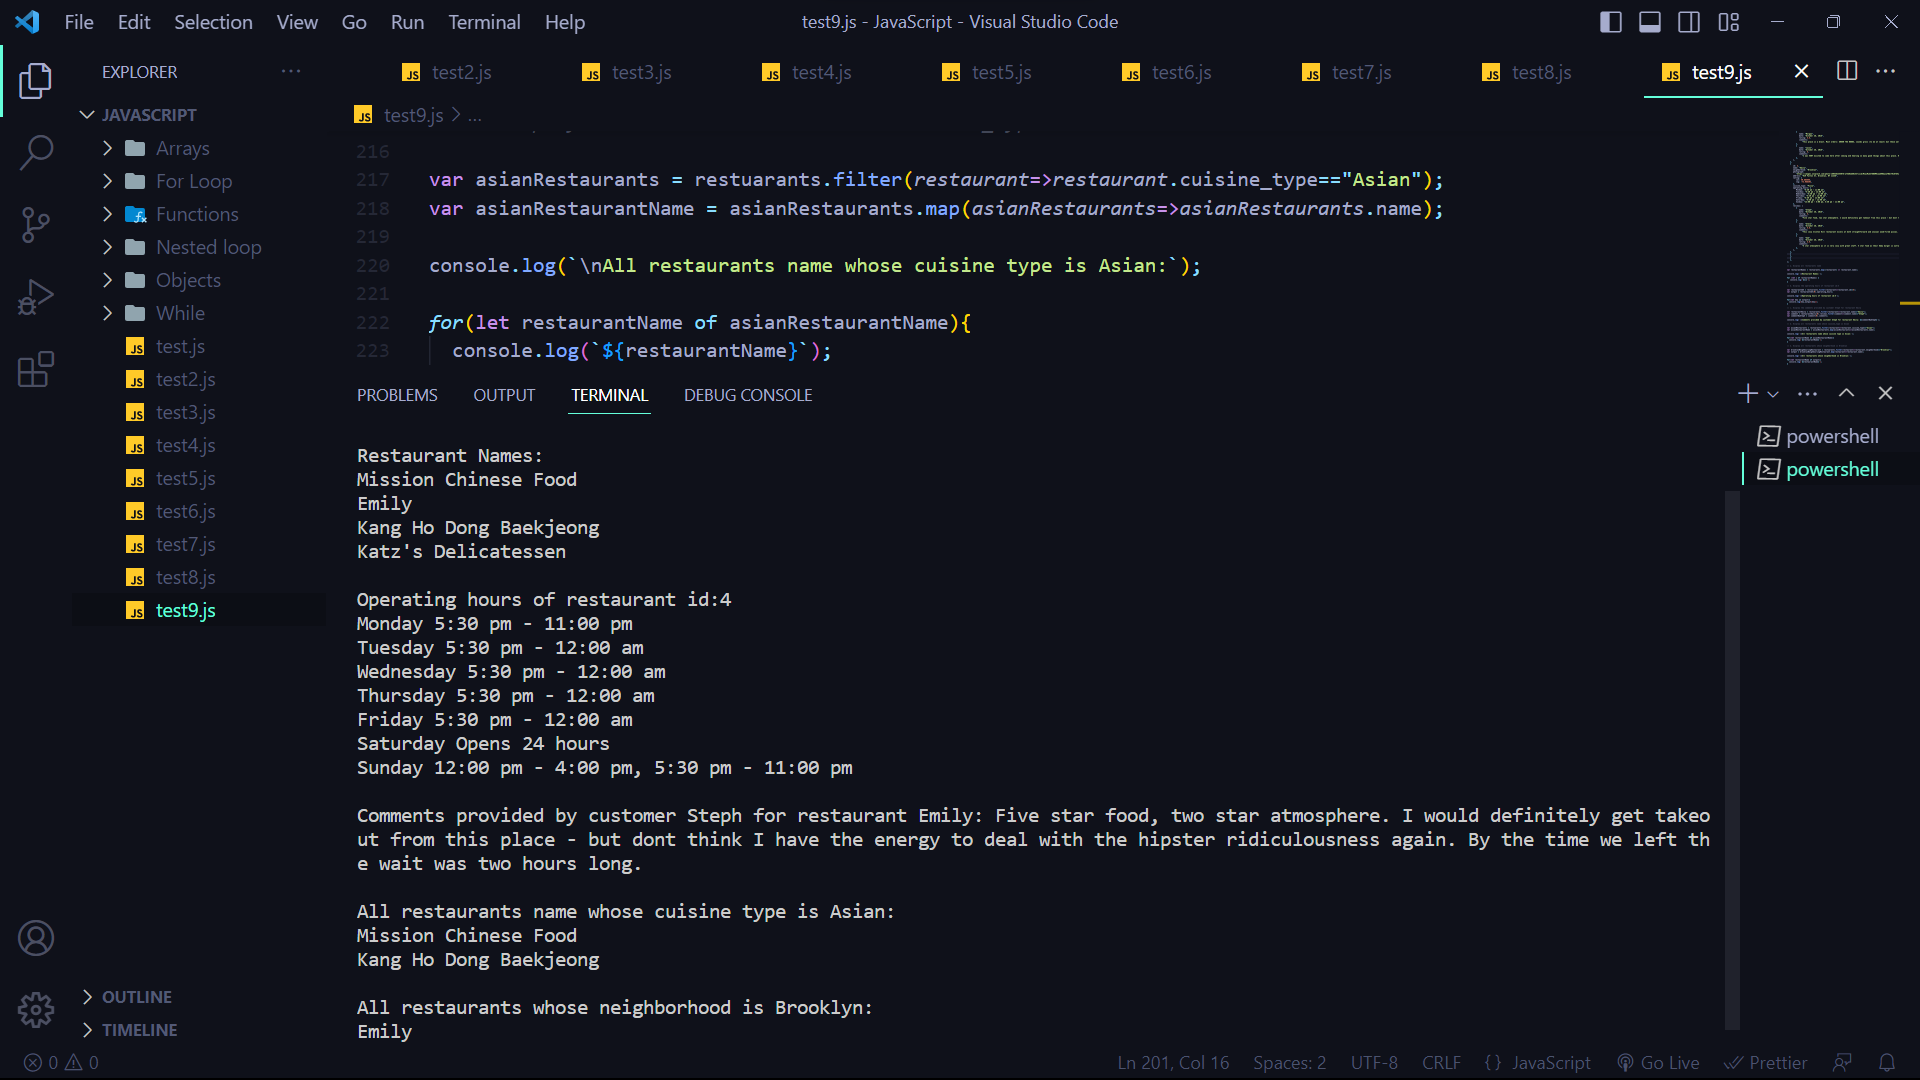 File Edit Selection View Go Run Terminal Help
test9.js - JavaScript - Visual Studio Code
EXPLORER
JAVASCRIPT
Arrays
For Loop
Functions
Nested loop
Objects
While
test.js
test2.js
test3.js
test4.js
test5.js
test6.js
test7.js
test8.js
test9.js
OUTLINE
TIMELINE
test2.js test3.js test4.js test5.js test6.js test7.js test8.js test9.js
test9.js > ...
216
217 var asianRestaurants = restuarants.filter(restaurant=>restaurant.cuisine_type=="Asian");
218 var asianRestaurantName = asianRestaurants.map(asianRestaurants=>asianRestaurants.name);
219
220 console.log(`\nAll restaurants name whose cuisine type is Asian:`);
221
222 for(let restaurantName of asianRestaurantName){
223 console.log(`${restaurantName}`);
PROBLEMS OUTPUT TERMINAL DEBUG CONSOLE
powershell
powershell
Restaurant Names:
Mission Chinese Food
Emily
Kang Ho Dong Baekjeong
Katz's Delicatessen
Operating hours of restaurant id:4
Monday 5:30 pm - 11:00 pm
Tuesday 5:30 pm - 12:00 am
Wednesday 5:30 pm - 12:00 am
Thursday 5:30 pm - 12:00 am
Friday 5:30 pm - 12:00 am
Saturday Opens 24 hours
Sunday 12:00 pm - 4:00 pm, 5:30 pm - 11:00 pm
Comments provided by customer Steph for restaurant Emily: Five star food, two star atmosphere. I would definitely get takeo
ut from this place - but dont think I have the energy to deal with the hipster ridiculousness again. By the time we left th
e wait was two hours long.
All restaurants name whose cuisine type is Asian:
Mission Chinese Food
Kang Ho Dong Baekjeong
All restaurants whose neighborhood is Brooklyn:
Emily
0 0
Ln 201, Col 16 Spaces: 2 UTF-8 CRLF {} JavaScript Go Live Prettier